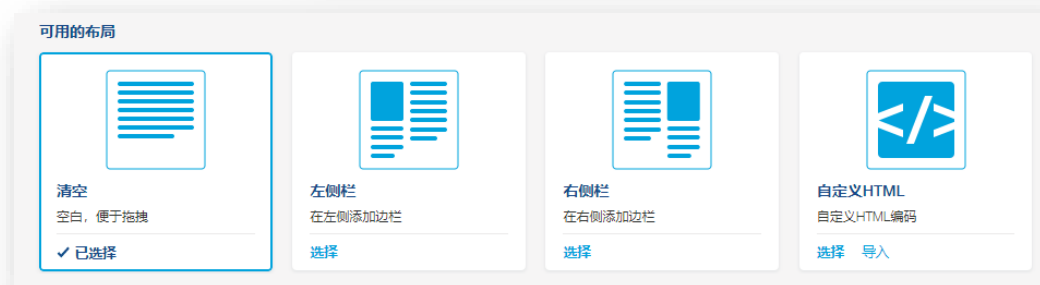 可用的布局
清空
空白，便于拖拽
已选择
左侧栏
在左侧添加边栏
选择
右侧栏
在右侧添加边栏
选择
自定义HTML
自定义HTML编码
选择 导入